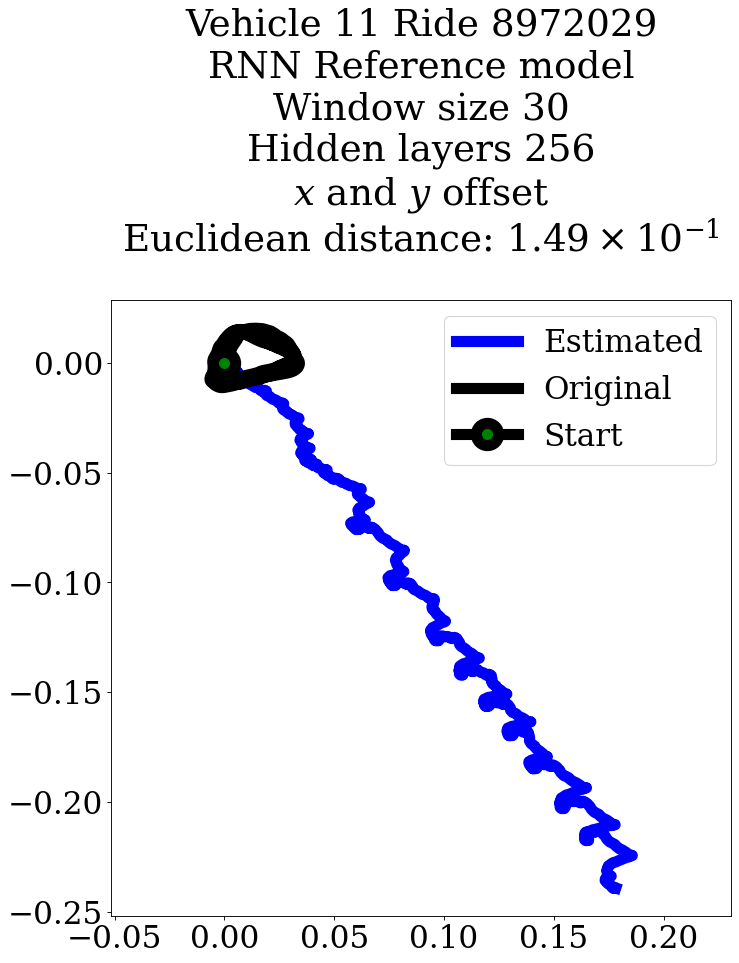 Vehicle 11 Ride 8972029
RNN Reference model
Window size 30
Hidden layers 256
x and y offset
Euclidean distance: 1.49 × 10⁻¹
Estimated
Original
Start
0.00
−0.05
−0.10
−0.15
−0.20
−0.25
−0.05 0.00 0.05 0.10 0.15 0.20